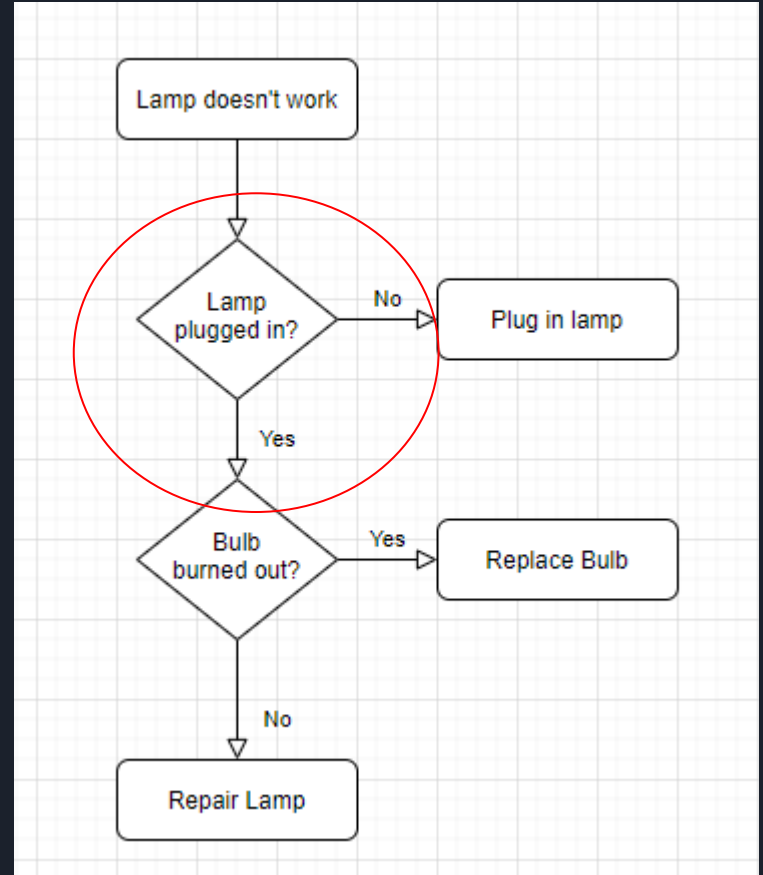 Lamp doesn't work
Lamp
plugged in?
No
Plug in lamp
Yes
Bulb
burned out?
Yes
Replace Bulb
No
Repair Lamp